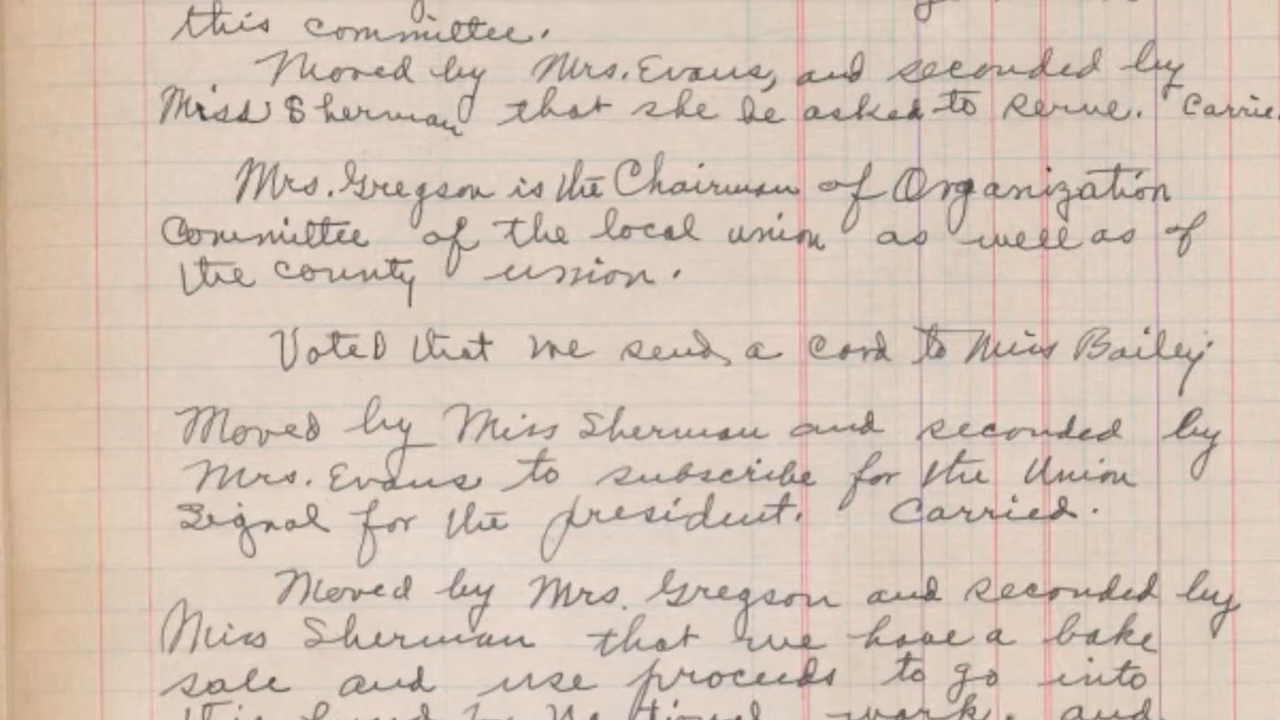 this committee.
Moved by Mrs. Evans, and seconded by
Miss Sherman that she be asked to serve. Carrie
Mrs. Gregson is the Chairman of Organization
Committee of the local union as well as of
the county union.
Voted that we send a card to Miss Bailey
Moved by Miss Sherman and seconded by
Mrs. Evans to subscribe for the Union
Signal for the president. Carried.
Moved by Mrs. Gregson and seconded by
Miss Sherman that we have a bake
sale and use proceeds to go into
work. and